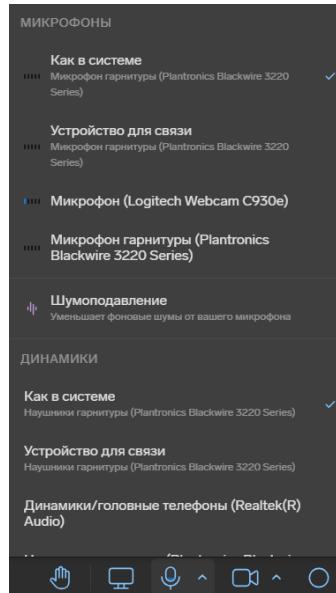 МИКРОФОНЫ
Как в системе
Микрофон гарнитуры (Plantronics Blackwire 3220
Series)
Устройство для связи
Микрофон гарнитуры (Plantronics Blackwire 3220
Series)
Микрофон (Logitech Webcam C930e)
Микрофон гарнитуры (Plantronics
Blackwire 3220 Series)
Шумоподавление
Уменьшает фоновые шумы от вашего микрофона
ДИНАМИКИ
Как в системе
Наушники гарнитуры (Plantronics Blackwire 3220 Series)
Устройство для связи
Наушники гарнитуры (Plantronics Blackwire 3220 Series)
Динамики/головные телефоны (Realtek(R)
Audio)